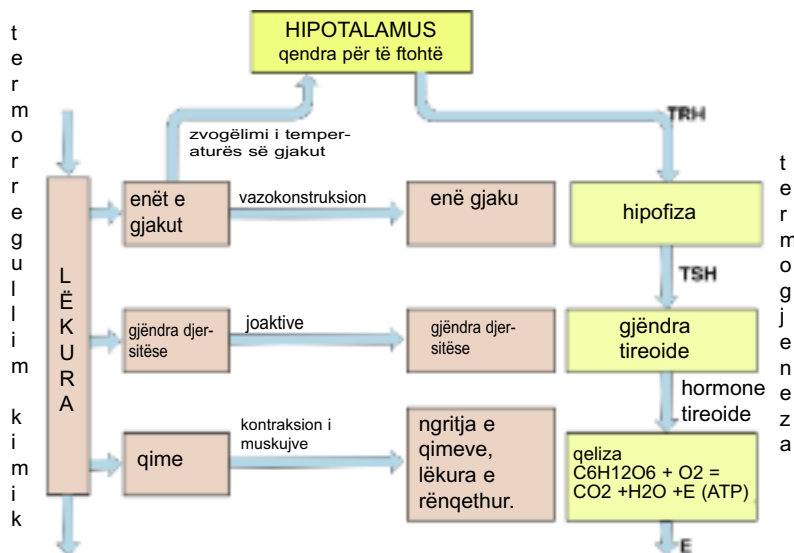 termorregullim kimik
HIPOTALAMUS
qendra për të ftohtë
zvogëlimi i temper-
aturës së gjakut
TRH
LËKURA
enët e
gjakut
vazokonstruksion
enë gjaku
hipofiza
TSH
gjëndra djer-
sitëse
joaktive
gjëndra djer-
sitëse
gjëndra
tireoide
hormone
tireoide
qime
kontraksion i
muskujve
ngritja e
qimeve,
lëkura e
rënqethur.
qeliza
C6H12O6 + O2 =
CO2 +H2O +E (ATP)
E
termogjeneza